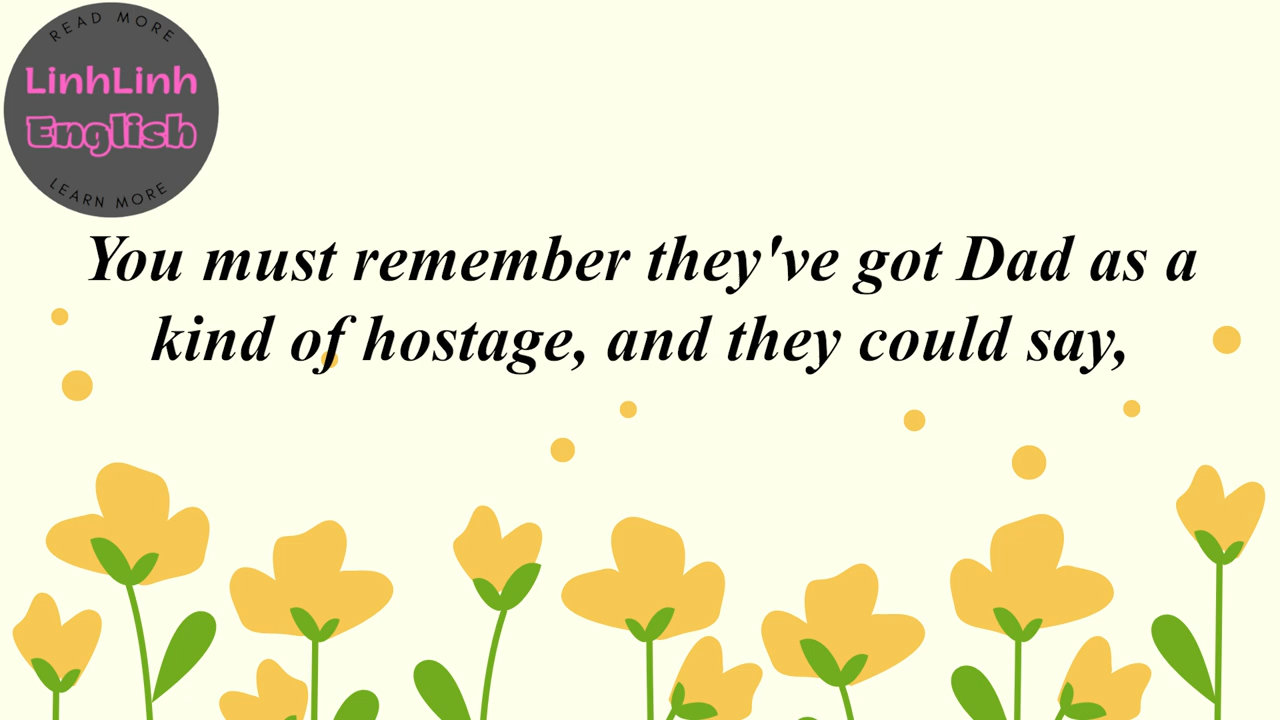 READ MORE
LinhLinh
English
LEARN MORE
You must remember they've got Dad as a
kind of hostage, and they could say,